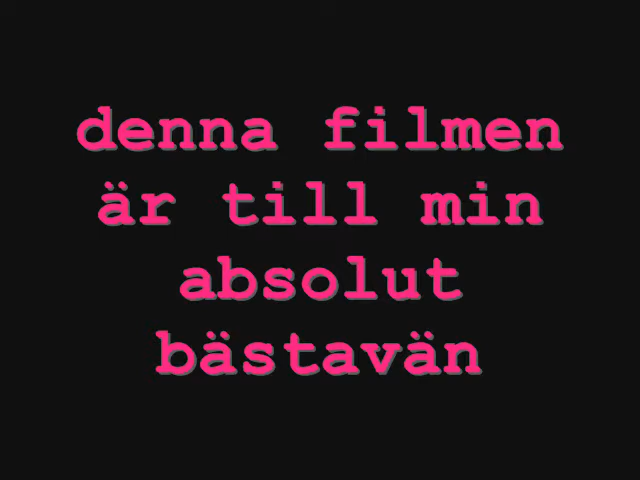 denna filmen
är till min
absolut
bästavän